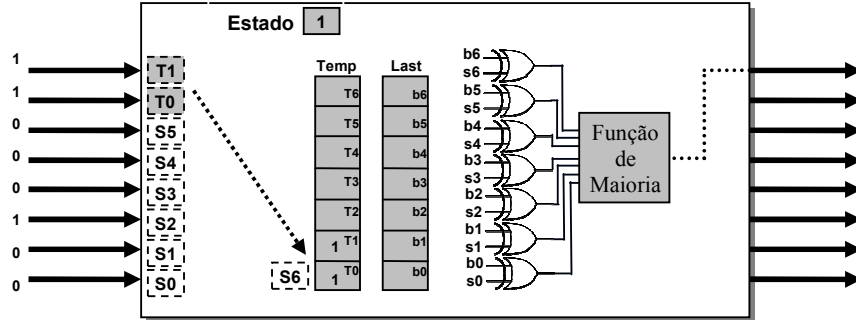 Estado 1
Temp Last
1 T1
1 T0
0 S5
0 S4
0 S3
1 S2
0 S1
0 S0
S6
T6 b6
T5 b5
T4 b4
T3 b3
T2 b2
1 T1 b1
1 T0 b0
b6
s6
b5
s5
b4
s4
b3
s3
b2
s2
b1
s1
b0
s0
Função
de
Maioria